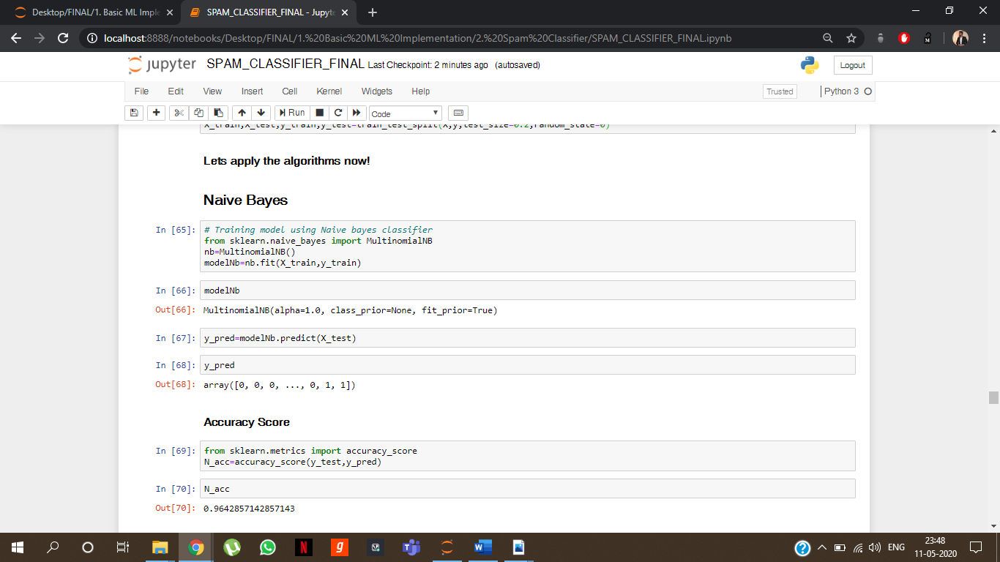 Desktop/FINAL/1. Basic ML Imple
SPAM_CLASSIFIER_FINAL - Jupyte
localhost:8888/notebooks/Desktop/FINAL/1.%20Basic%20ML%20Implementation/2.%20Spam%20Classifier/SPAM_CLASSIFIER_FINAL.ipynb
jupyter SPAM_CLASSIFIER_FINAL Last Checkpoint: 2 minutes ago (autosaved) Logout
File Edit View Insert Cell Kernel Widgets Help Trusted Python 3
Run Code
X_train,X_test,y_train,y_test=train_test_split(X,y,test_size=0.2,random_state=0)
Lets apply the algorithms now!
Naive Bayes
In [65]: # Training model using Naive bayes classifier
from sklearn.naive_bayes import MultinomialNB
nb=MultinomialNB()
modelNb=nb.fit(X_train,y_train)
In [66]: modelNb
Out[66]: MultinomialNB(alpha=1.0, class_prior=None, fit_prior=True)
In [67]: y_pred=modelNb.predict(X_test)
In [68]: y_pred
Out[68]: array([0, 0, 0, ..., 0, 1, 1])
Accuracy Score
In [69]: from sklearn.metrics import accuracy_score
N_acc=accuracy_score(y_test,y_pred)
In [70]: N_acc
Out[70]: 0.9642857142857143
ENG
23:48
11-05-2020